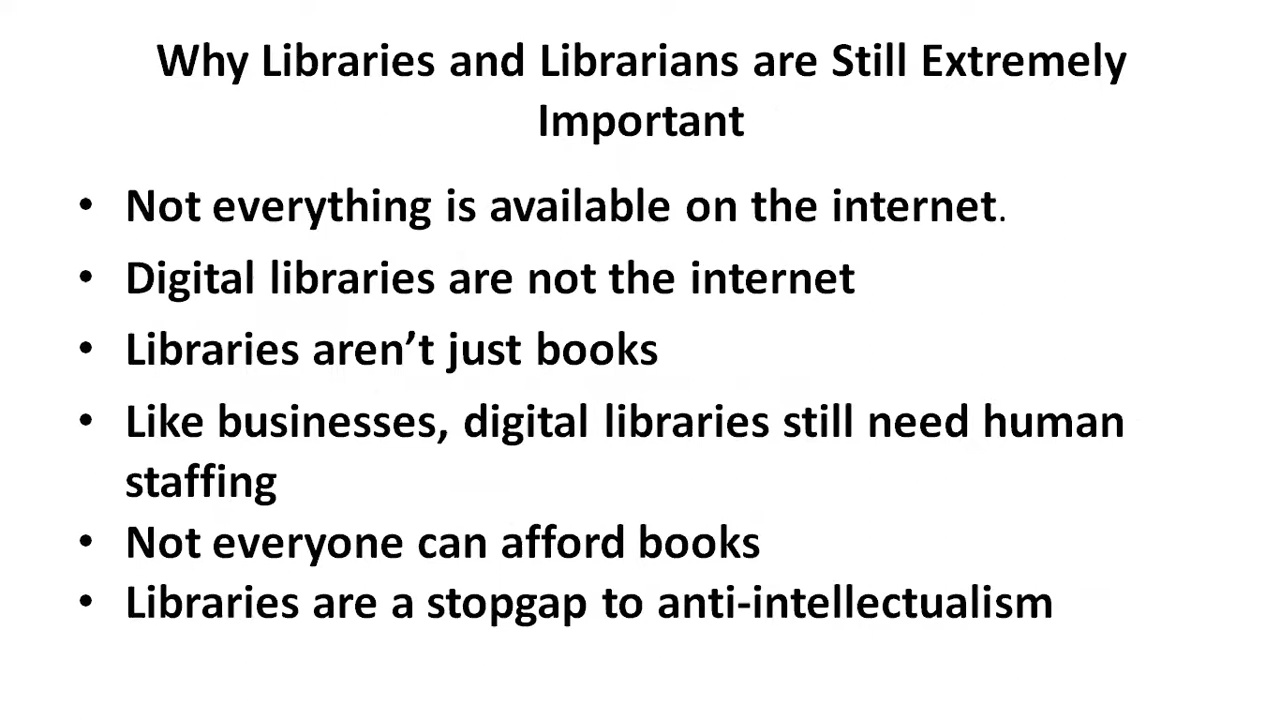 Why Libraries and Librarians are Still Extremely
Important
• Not everything is available on the internet.
• Digital libraries are not the internet
• Libraries aren’t just books
• Like businesses, digital libraries still need human
staffing
• Not everyone can afford books
• Libraries are a stopgap to anti-intellectualism